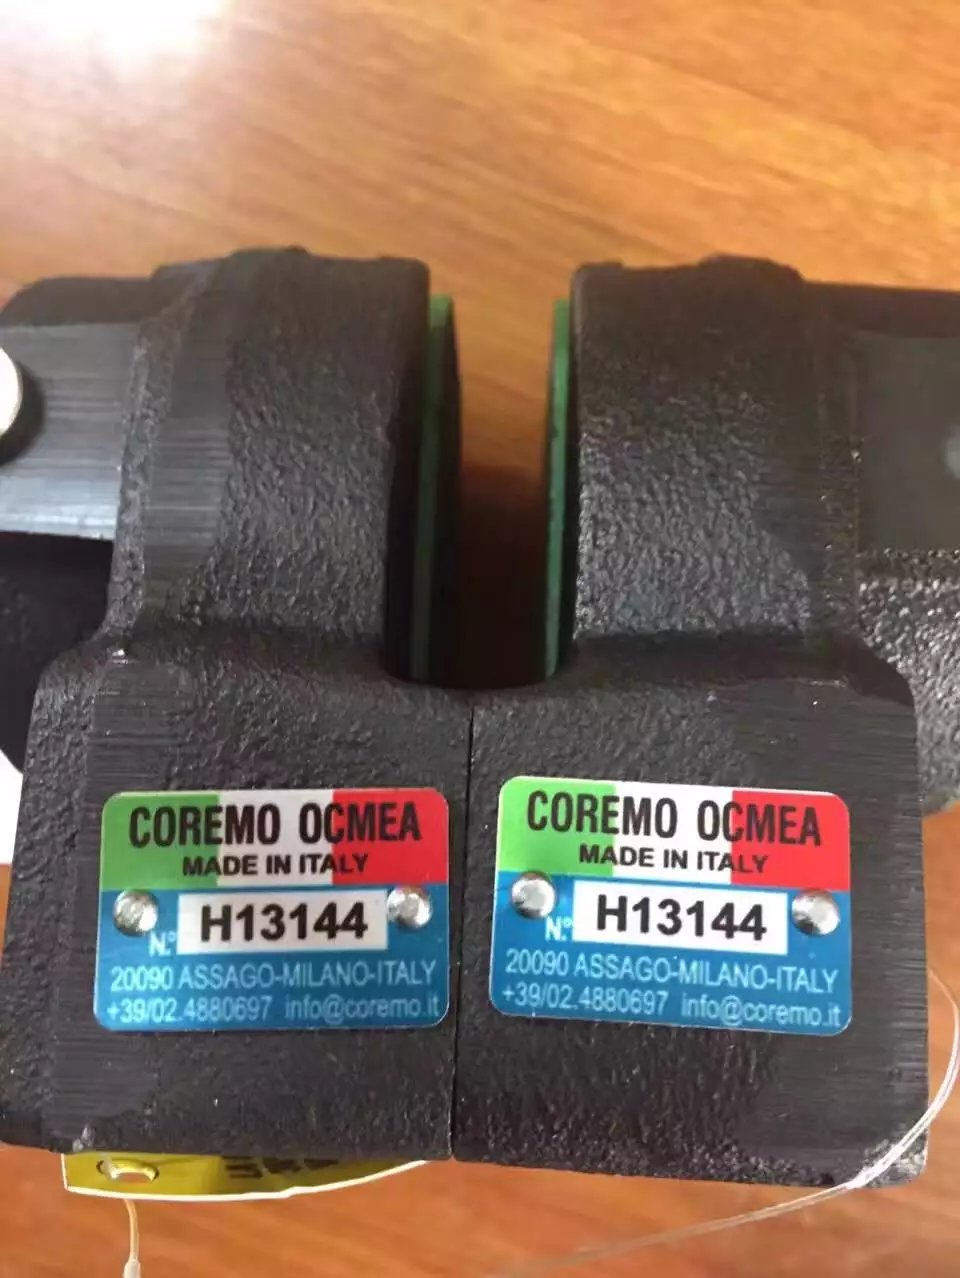 COREMO OCMEA
MADE IN ITALY
N.° H13144
20090 ASSAGO-MILANO-ITALY
+39/02.4880697 info@coremo.it
COREMO OCMEA
MADE IN ITALY
N.° H13144
20090 ASSAGO-MILANO-ITALY
+39/02.4880697 info@coremo.it